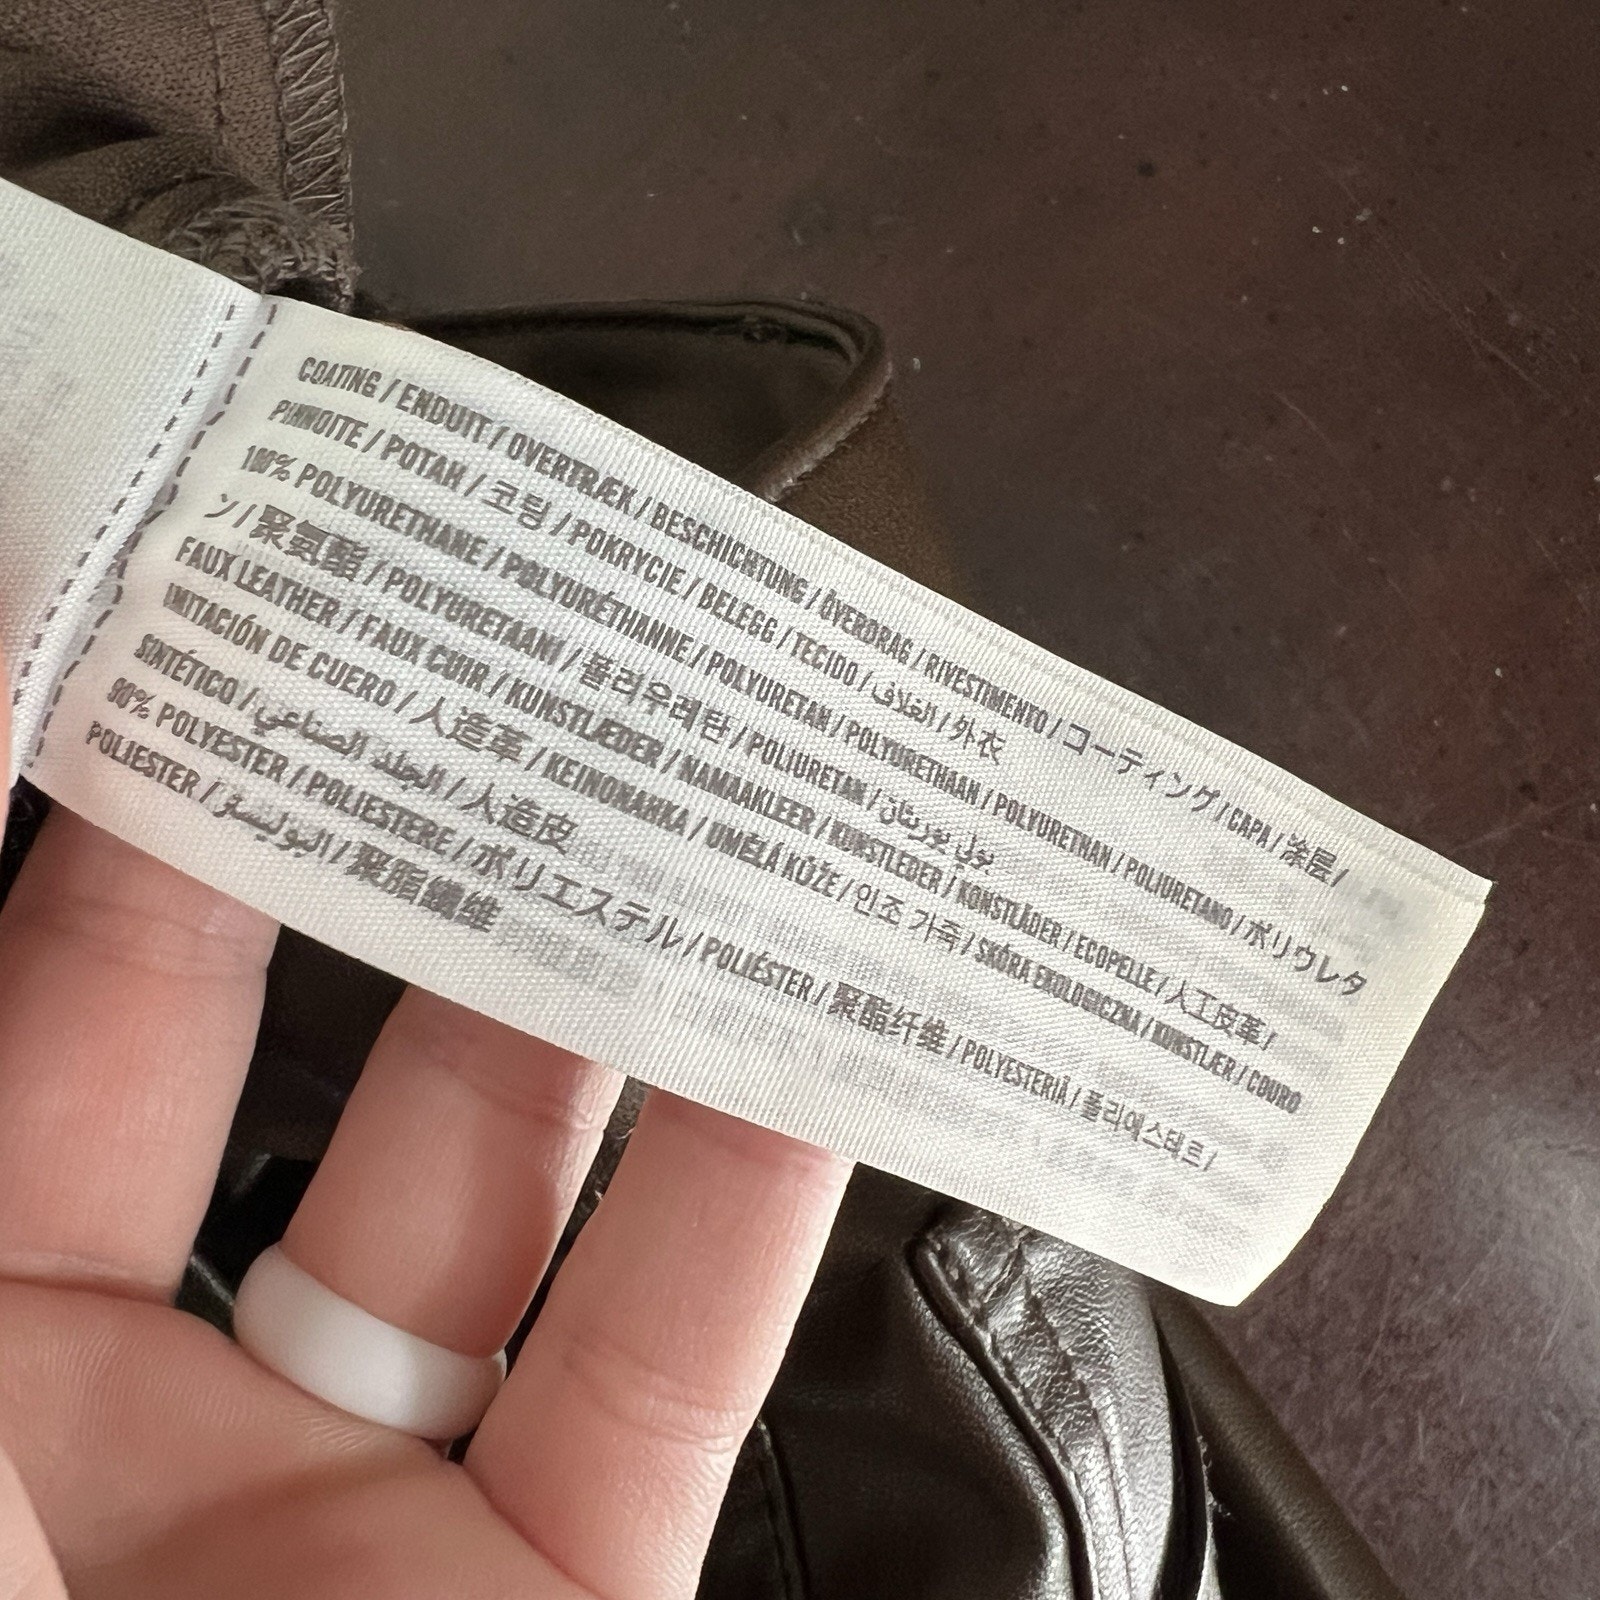 COATING / ENDUIT / OVERTRÆK / BESCHICHTUNG / ÖVERDRAG / RIVESTIMENTO / コーティング / CAPA / 涂层 /
PINNOITE / POTAH / 코팅 / POKRYCIE / BELEGG / TECIDO / الغلاف / 外衣
100% POLYURETHANE / POLYURÉTHANNE / POLYURETAN / POLYURETHAAN / POLYURETHAN / POLIURETANO / ポリウレタ
ン / 聚氨酯 / POLYURETAANI / 폴리우레탄 / POLIURETAN / بولي يوريثان
FAUX LEATHER / FAUX CUIR / KUNSTLÆDER / NAMAAKLEER / KUNSTLEDER / KONSTLÄDER / ECOPELLE / 人工皮革 /
IMITACIÓN DE CUERO / 人造革 / KEINONAHKA / UMĚLÁ KŮŽE / 인조 가죽 / SKÓRA EKOLOGICZNA / KUNSTLÆR / COURO
SINTÉTICO / الجلد الصناعي / 人造皮
90% POLYESTER / POLIESTERE / ポリエステル / POLIÉSTER / 聚酯纤维 / POLYESTERIÄ / 폴리에스테르 /
POLIESTER / البوليستر / 聚脂纖维